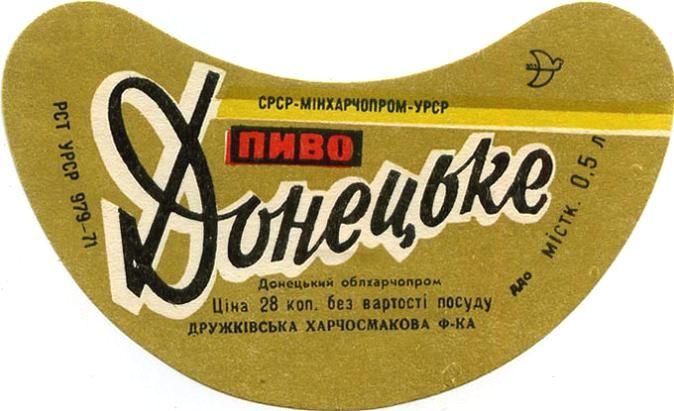 СРСР-МІНХАРЧОПРОМ-УРСР
ПИВО
Донецьке
Донецький облхарчопром
Ціна 28 коп. без вартості посуду
ДРУЖКІВСЬКА ХАРЧОСМАКОВА Ф-КА
РСТ УРСР 979-71
МІСТК. 0,5 Л